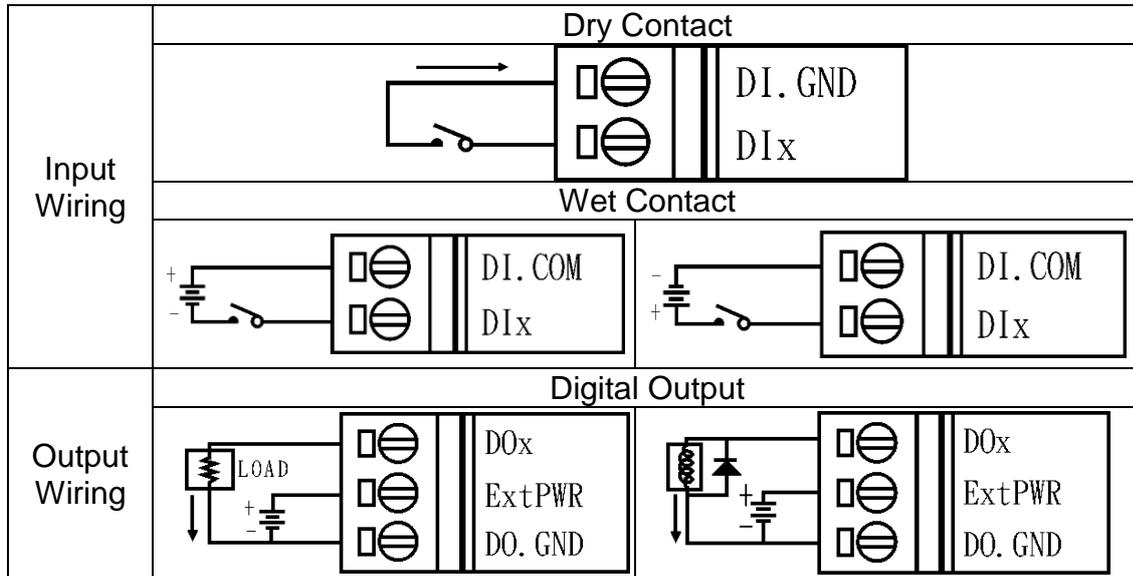 Dry Contact
DI. GND
DIx
Input
Wiring
Wet Contact
+
-
DI. COM
DIx
-
+
DI. COM
DIx
Digital Output
Output
Wiring
LOAD
+
-
DOx
ExtPWR
DO. GND
+
-
DOx
ExtPWR
DO. GND